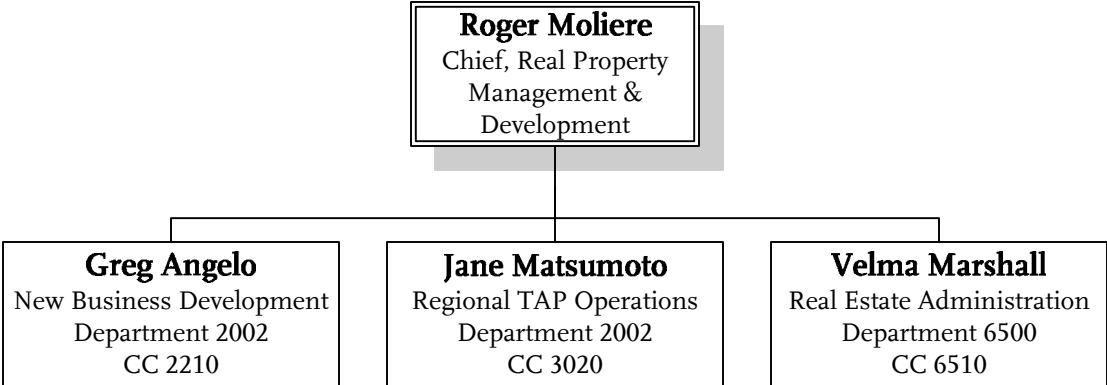 Roger Moliere
Chief, Real Property
Management &
Development
Greg Angelo
New Business Development
Department 2002
CC 2210
Jane Matsumoto
Regional TAP Operations
Department 2002
CC 3020
Velma Marshall
Real Estate Administration
Department 6500
CC 6510